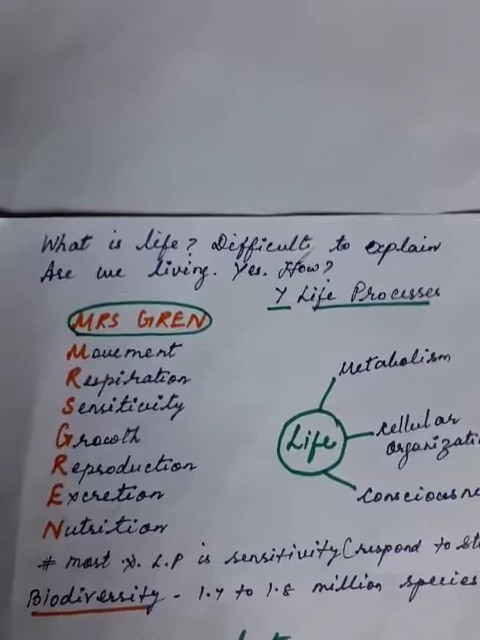 What is life? Difficult to explain
Are we living. Yes. How?
7 Life Processes
MRS GREN
Movement
Respiration
Sensitivity
Growth
Reproduction
Excretion
Nutrition
Metabolism
Life
Cellular
organizati
Consciousne
# most . L.P is sensitivity (respond to st
Biodiversity - 1.7 to 1.8 million species